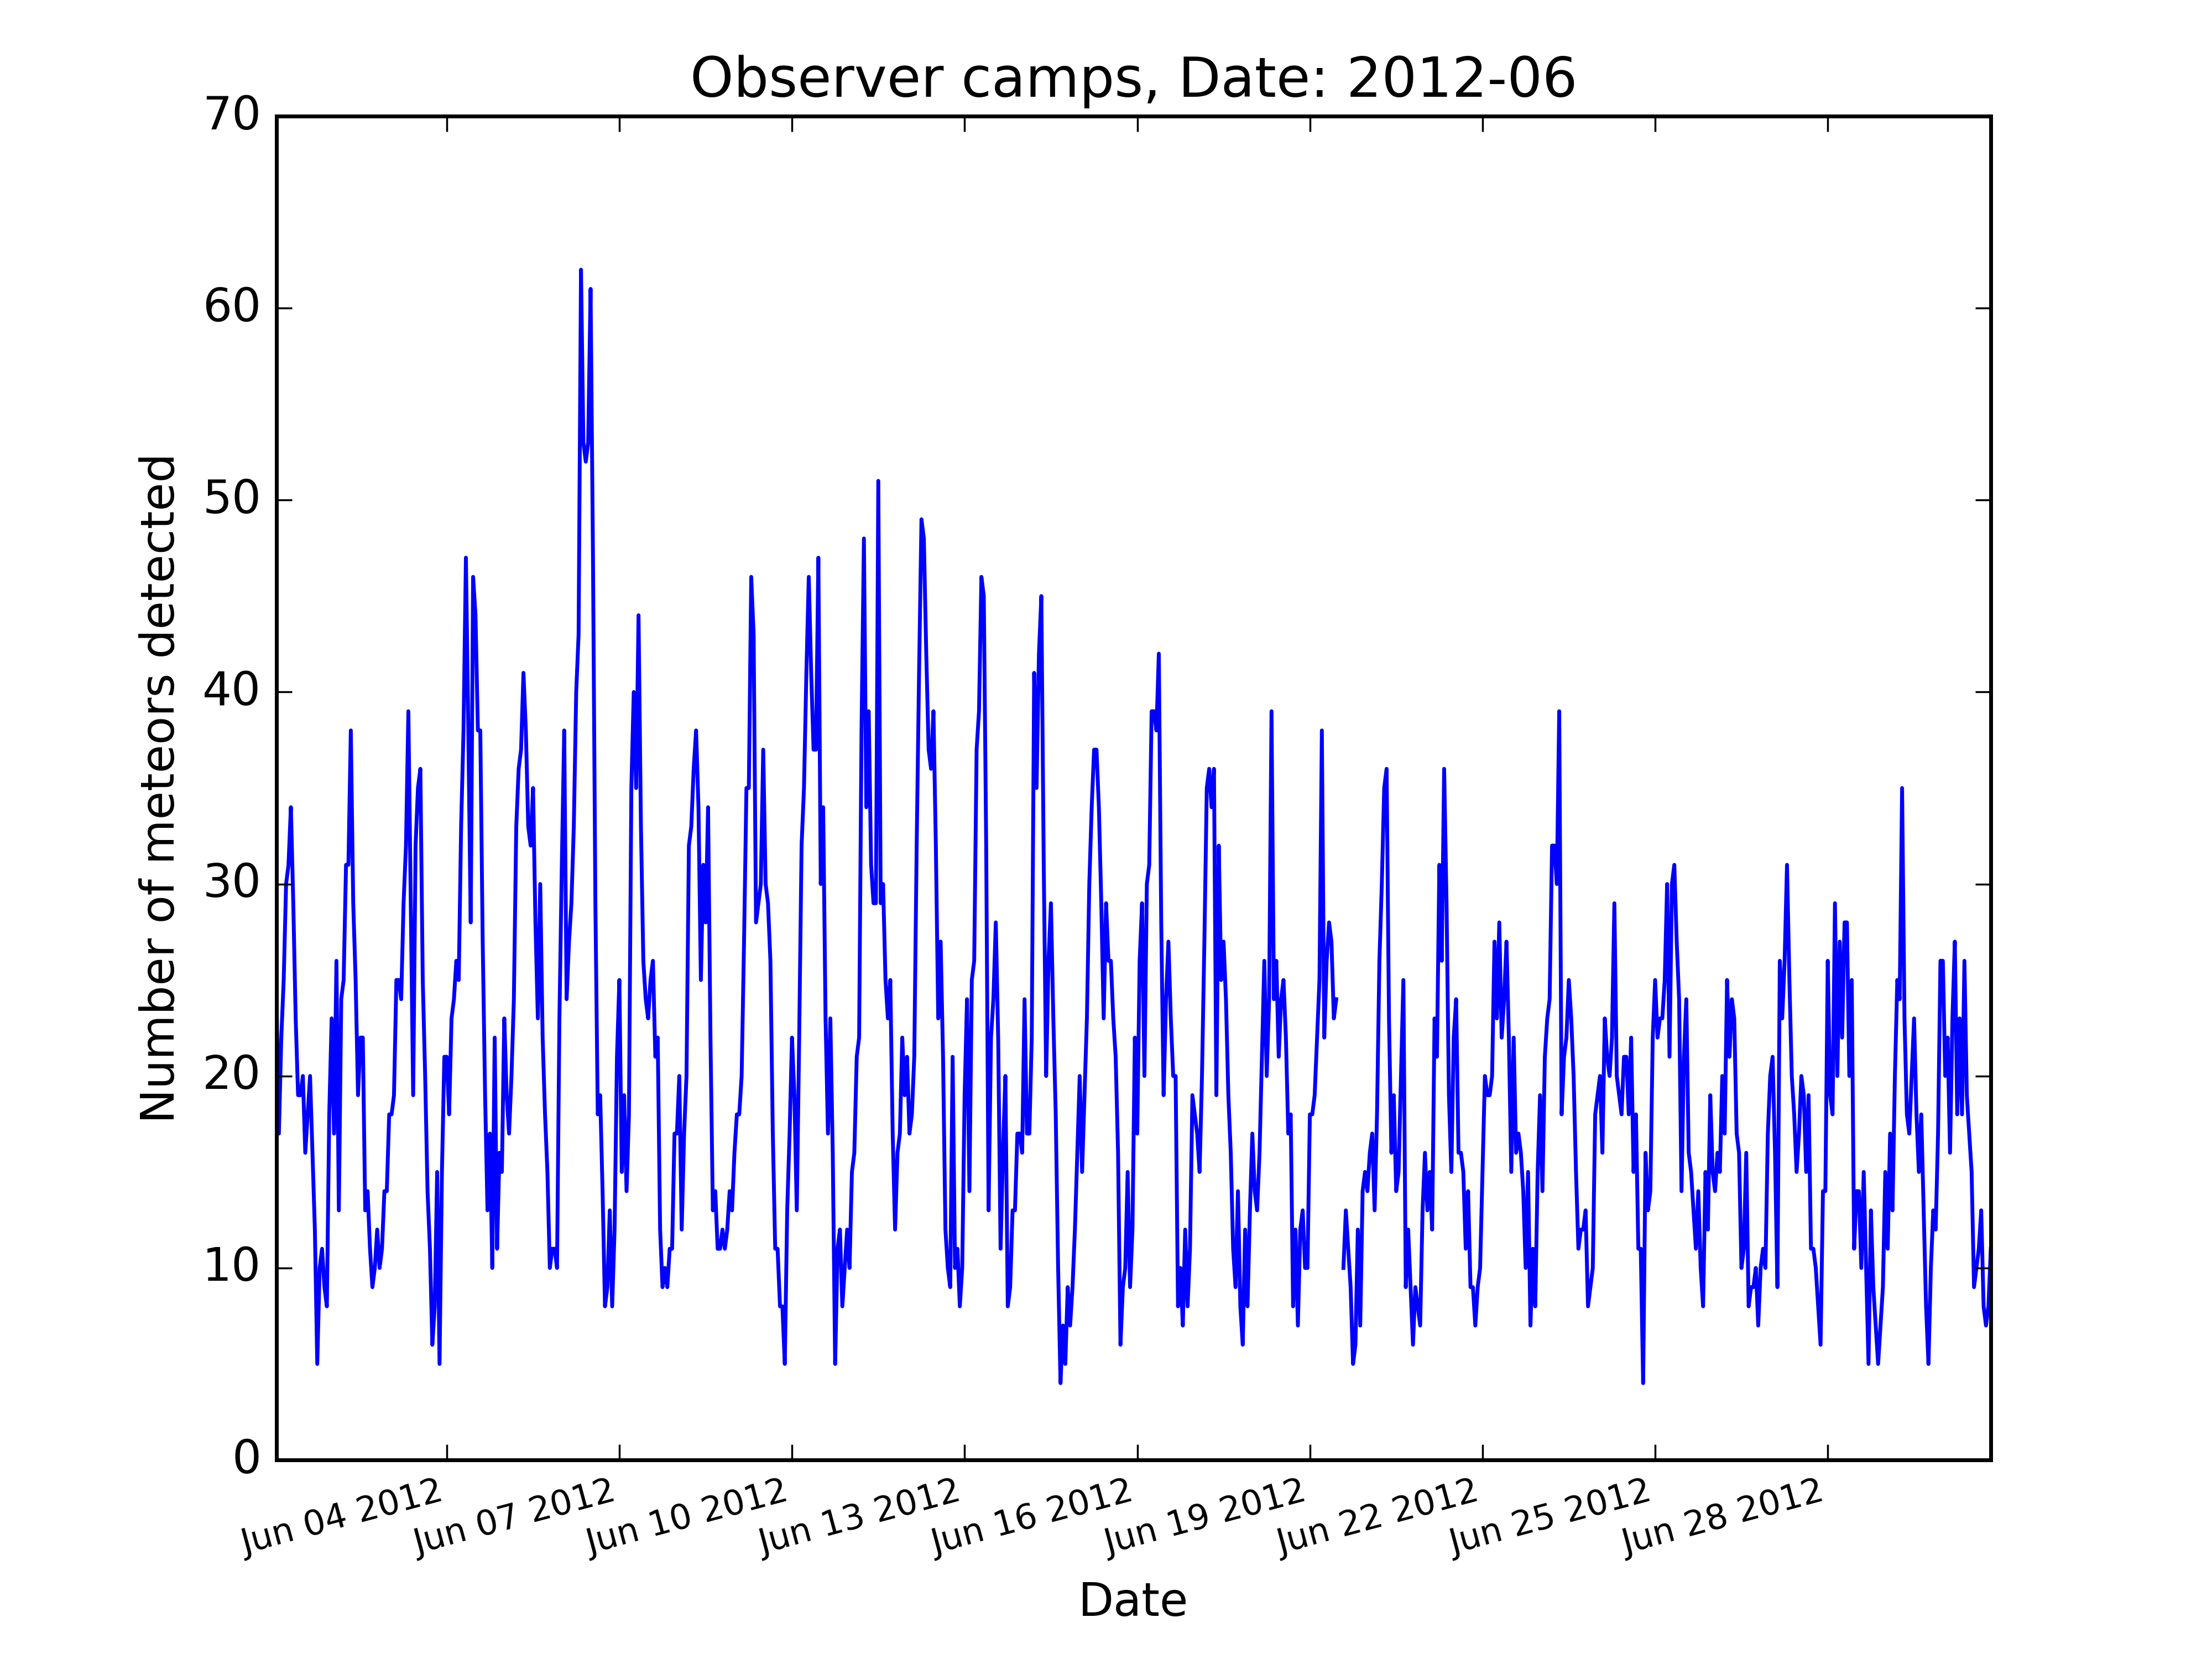 Observer camps, Date: 2012-06
70
60
50
40
30
20
10
0
Number of meteors detected
Jun 04 2012
Jun 07 2012
Jun 10 2012
Jun 13 2012
Jun 16 2012
Jun 19 2012
Jun 22 2012
Jun 25 2012
Jun 28 2012
Date